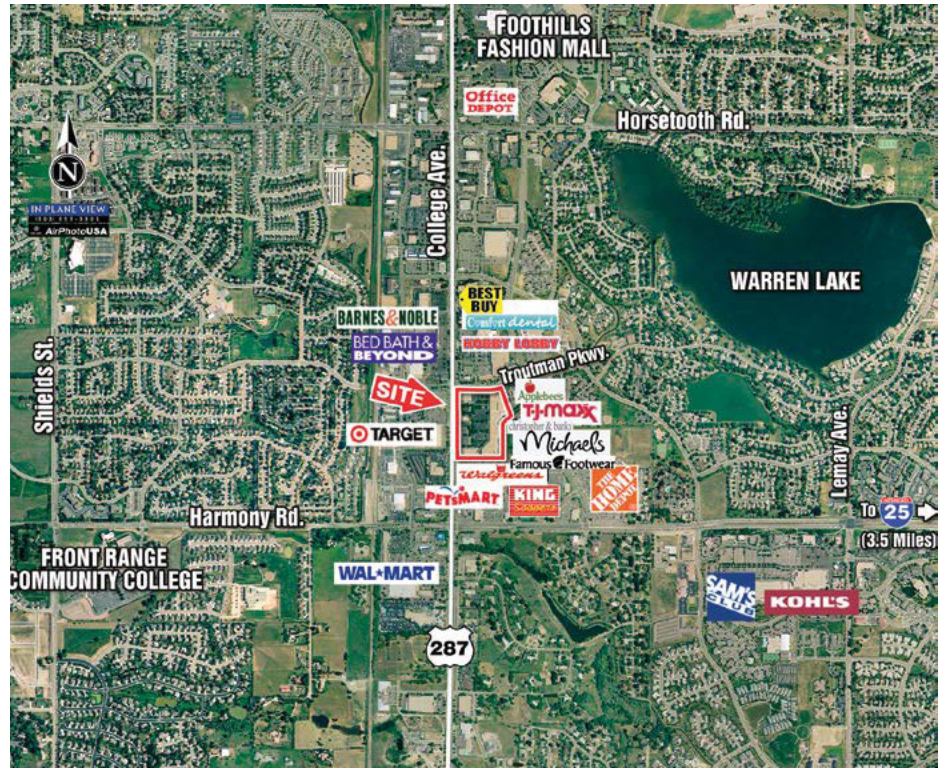 FOOTHILLS
FASHION MALL
Office
DEPOT
Horsetooth Rd.
N
IN PLANE VIEW
AirPhotoUSA
College Ave.
WARREN LAKE
BEST
BUY
Comfort dental
HOBBY LOBBY
BARNES&NOBLE
BED BATH &
BEYOND
Troutman Pkwy.
SITE
Shields St.
Applebees
T·J·maxx
christopher & banks
Michaels
FAMOUS FOOTWEAR
TARGET
Walgreens
PETSMART
KING
Soopers
THE
HOME
DEPOT
Lemay Ave.
Harmony Rd.
To
INTERSTATE
25
(3.5 Miles)
FRONT RANGE
COMMUNITY COLLEGE
WAL★MART
SAM'S
CLUB
KOHL'S
287